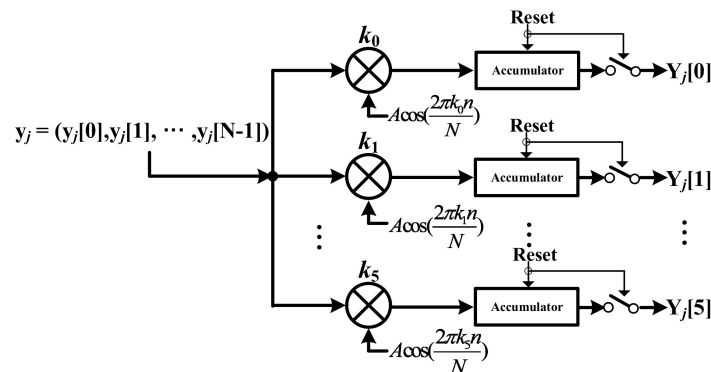 k₀
Reset
Accumulator
Yⱼ[0]
Acos(2πk₀n/N)
yⱼ = (yⱼ[0],yⱼ[1], ⋯ ,yⱼ[N-1])
k₁
Reset
Accumulator
Yⱼ[1]
Acos(2πk₁n/N)
⋮ ⋮ ⋮
k₅
Reset
Accumulator
Yⱼ[5]
Acos(2πk₅n/N)